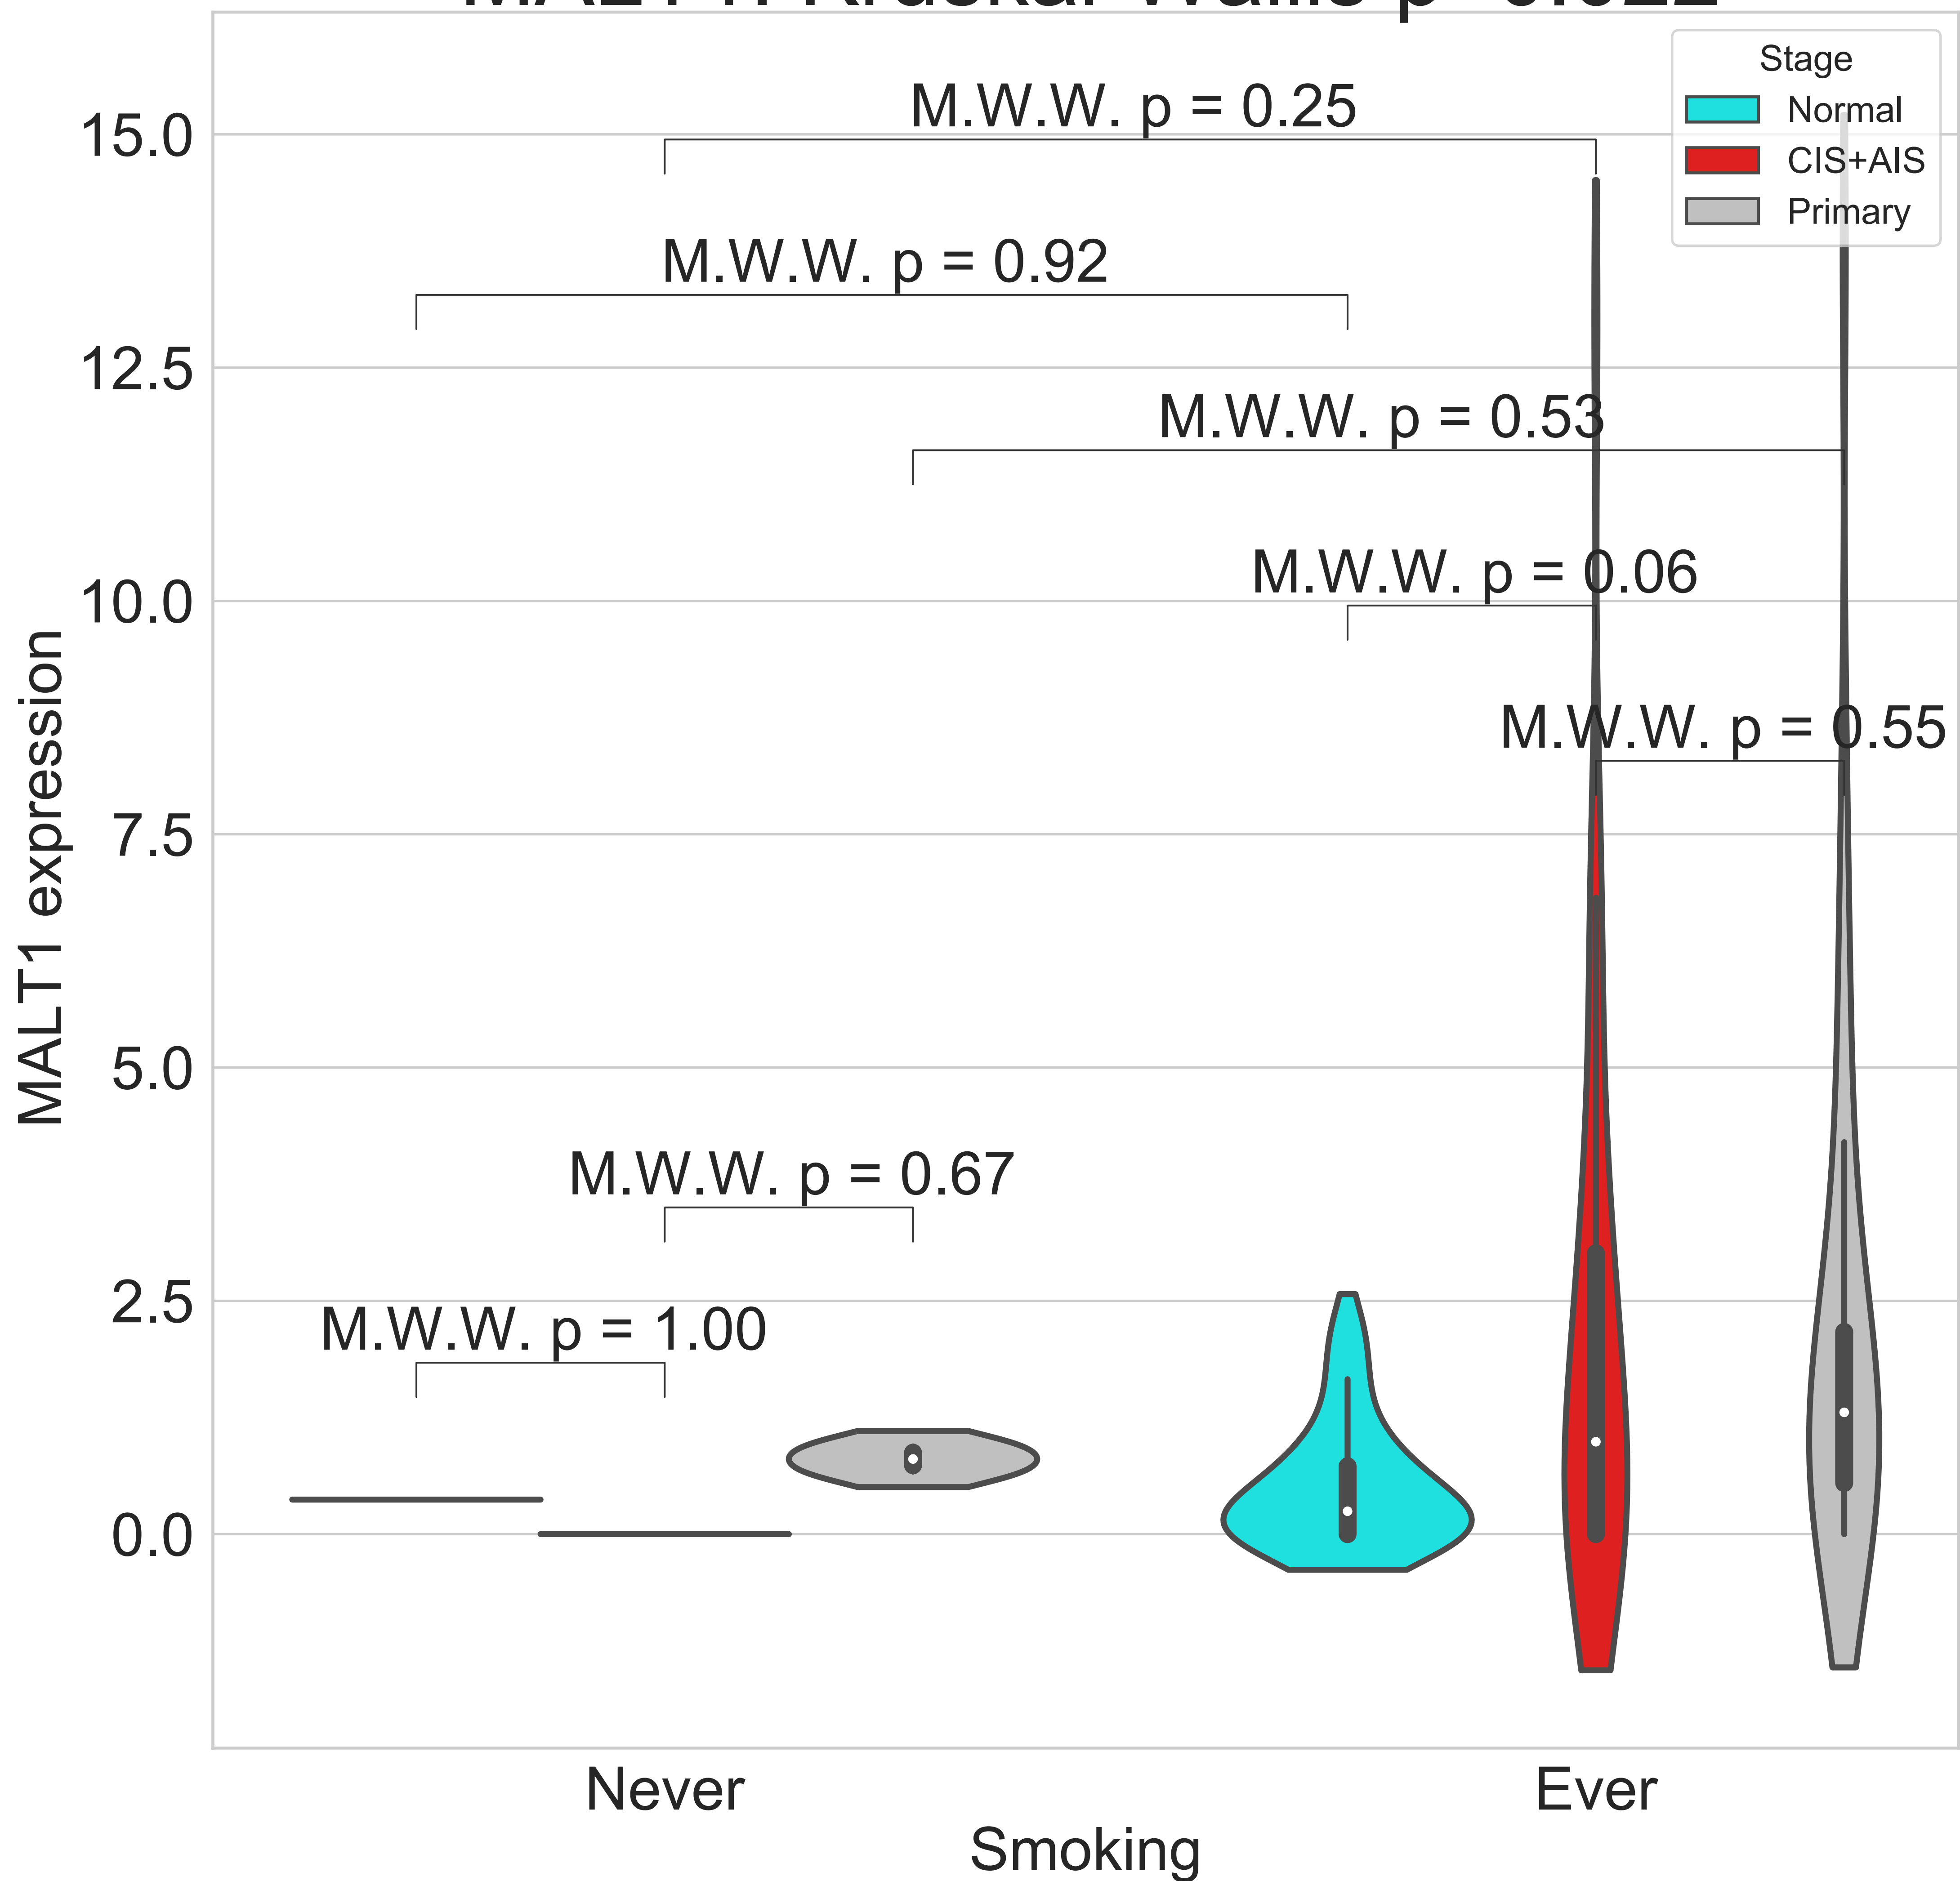 Stage
Normal
CIS+AIS
Primary
M.W.W. p = 0.25
M.W.W. p = 0.92
M.W.W. p = 0.53
M.W.W. p = 0.06
M.W.W. p = 0.55
M.W.W. p = 0.67
M.W.W. p = 1.00
15.0
12.5
10.0
7.5
5.0
2.5
0.0
MALT1 expression
Never
Ever
Smoking